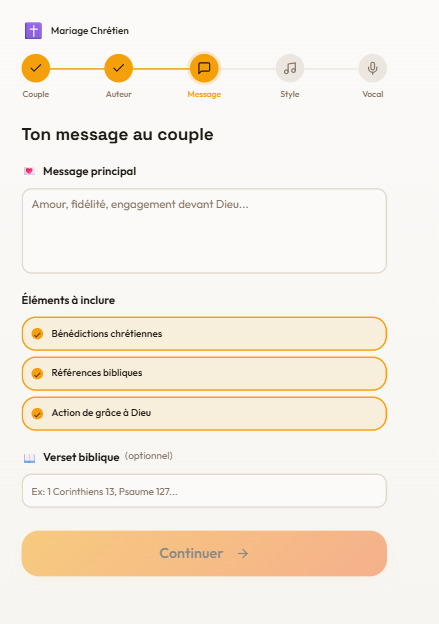 Mariage Chrétien
Couple
Auteur
Message
Style
Vocal
Ton message au couple
Message principal
Amour, fidélité, engagement devant Dieu...
Éléments à inclure
Bénédictions chrétiennes
Références bibliques
Action de grâce à Dieu
Verset biblique (optionnel)
Ex: 1 Corinthiens 13, Psaume 127...
Continuer →